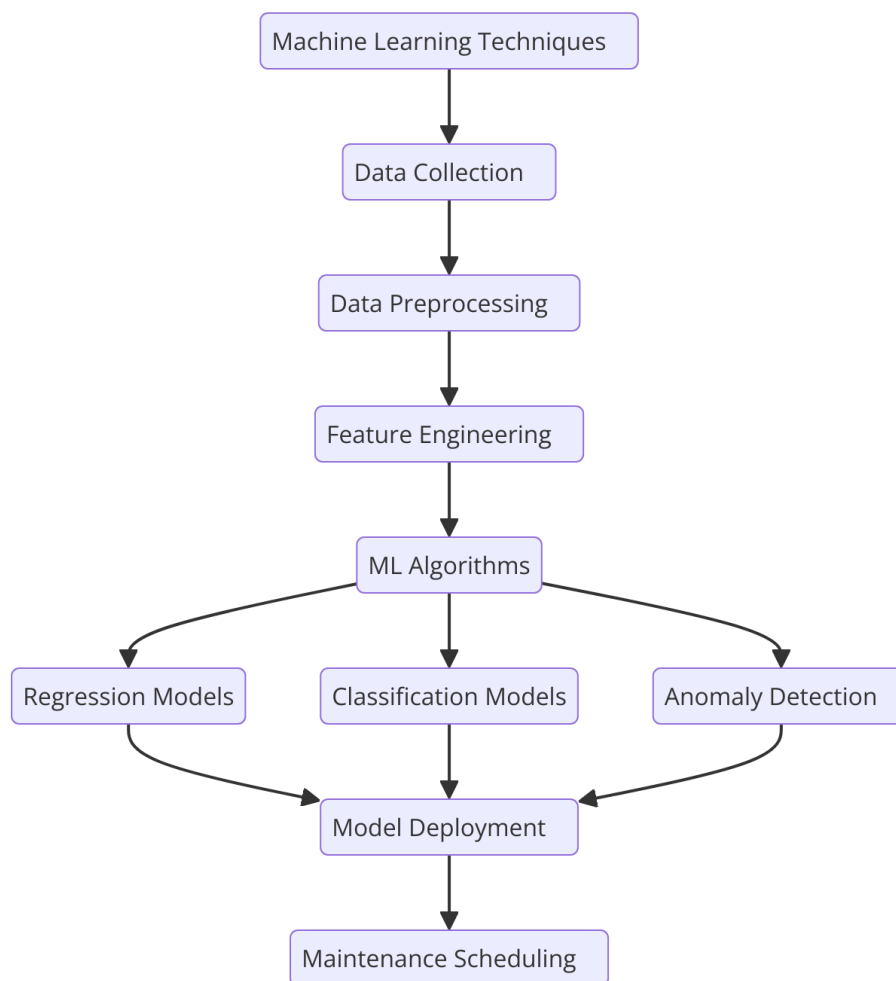 Machine Learning Techniques
Data Collection
Data Preprocessing
Feature Engineering
ML Algorithms
Regression Models
Classification Models
Anomaly Detection
Model Deployment
Maintenance Scheduling